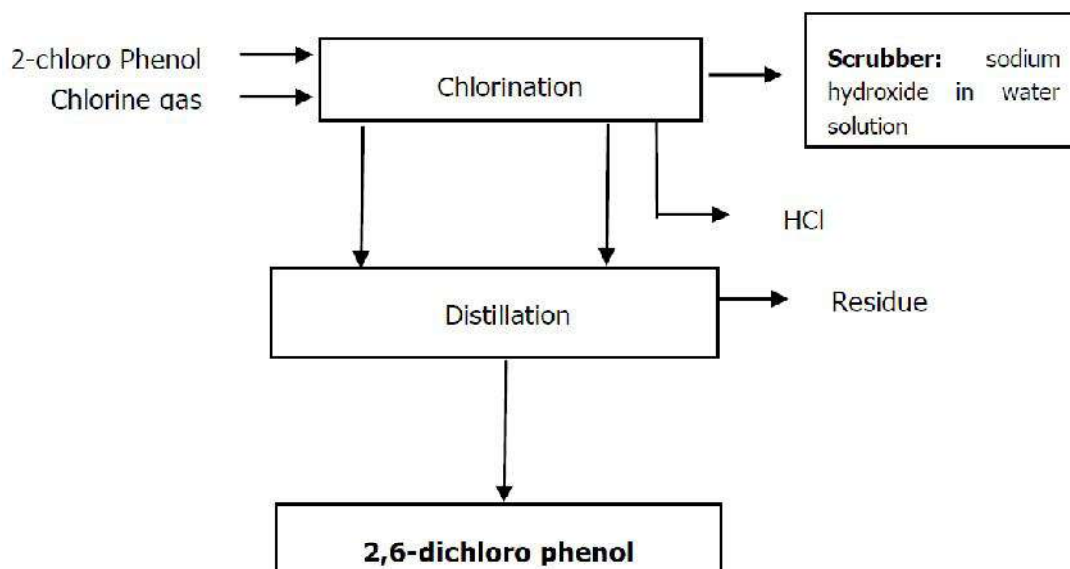 2-chloro Phenol
Chlorine gas
Chlorination
Scrubber: sodium
hydroxide in water
solution
HCl
Distillation
Residue
2,6-dichloro phenol